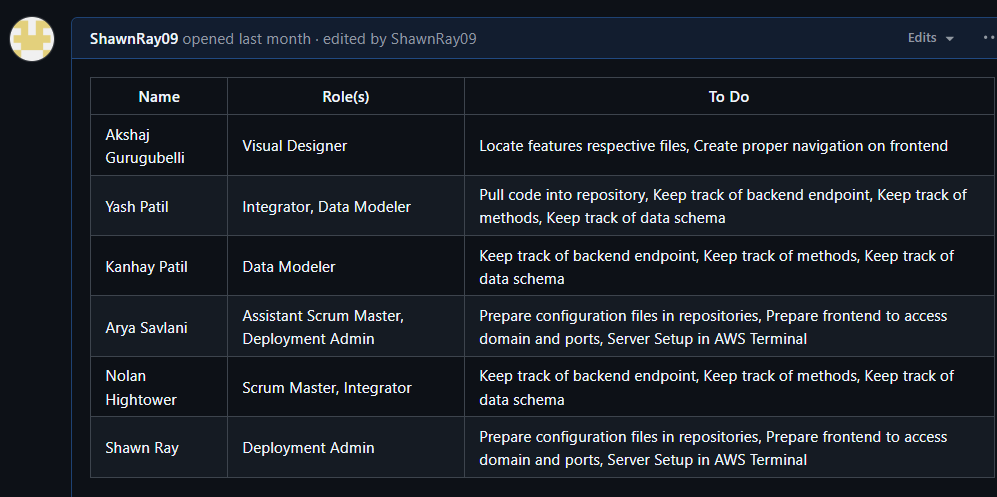 ShawnRay09 opened last month · edited by ShawnRay09 Edits
Name Role(s) To Do
Akshaj
Gurugubelli
Visual Designer
Locate features respective files, Create proper navigation on frontend
Yash Patil
Integrator, Data Modeler
Pull code into repository, Keep track of backend endpoint, Keep track of
methods, Keep track of data schema
Kanhay Patil
Data Modeler
Keep track of backend endpoint, Keep track of methods, Keep track of
data schema
Arya Savlani
Assistant Scrum Master,
Deployment Admin
Prepare configuration files in repositories, Prepare frontend to access
domain and ports, Server Setup in AWS Terminal
Nolan
Hightower
Scrum Master, Integrator
Keep track of backend endpoint, Keep track of methods, Keep track of
data schema
Shawn Ray
Deployment Admin
Prepare configuration files in repositories, Prepare frontend to access
domain and ports, Server Setup in AWS Terminal